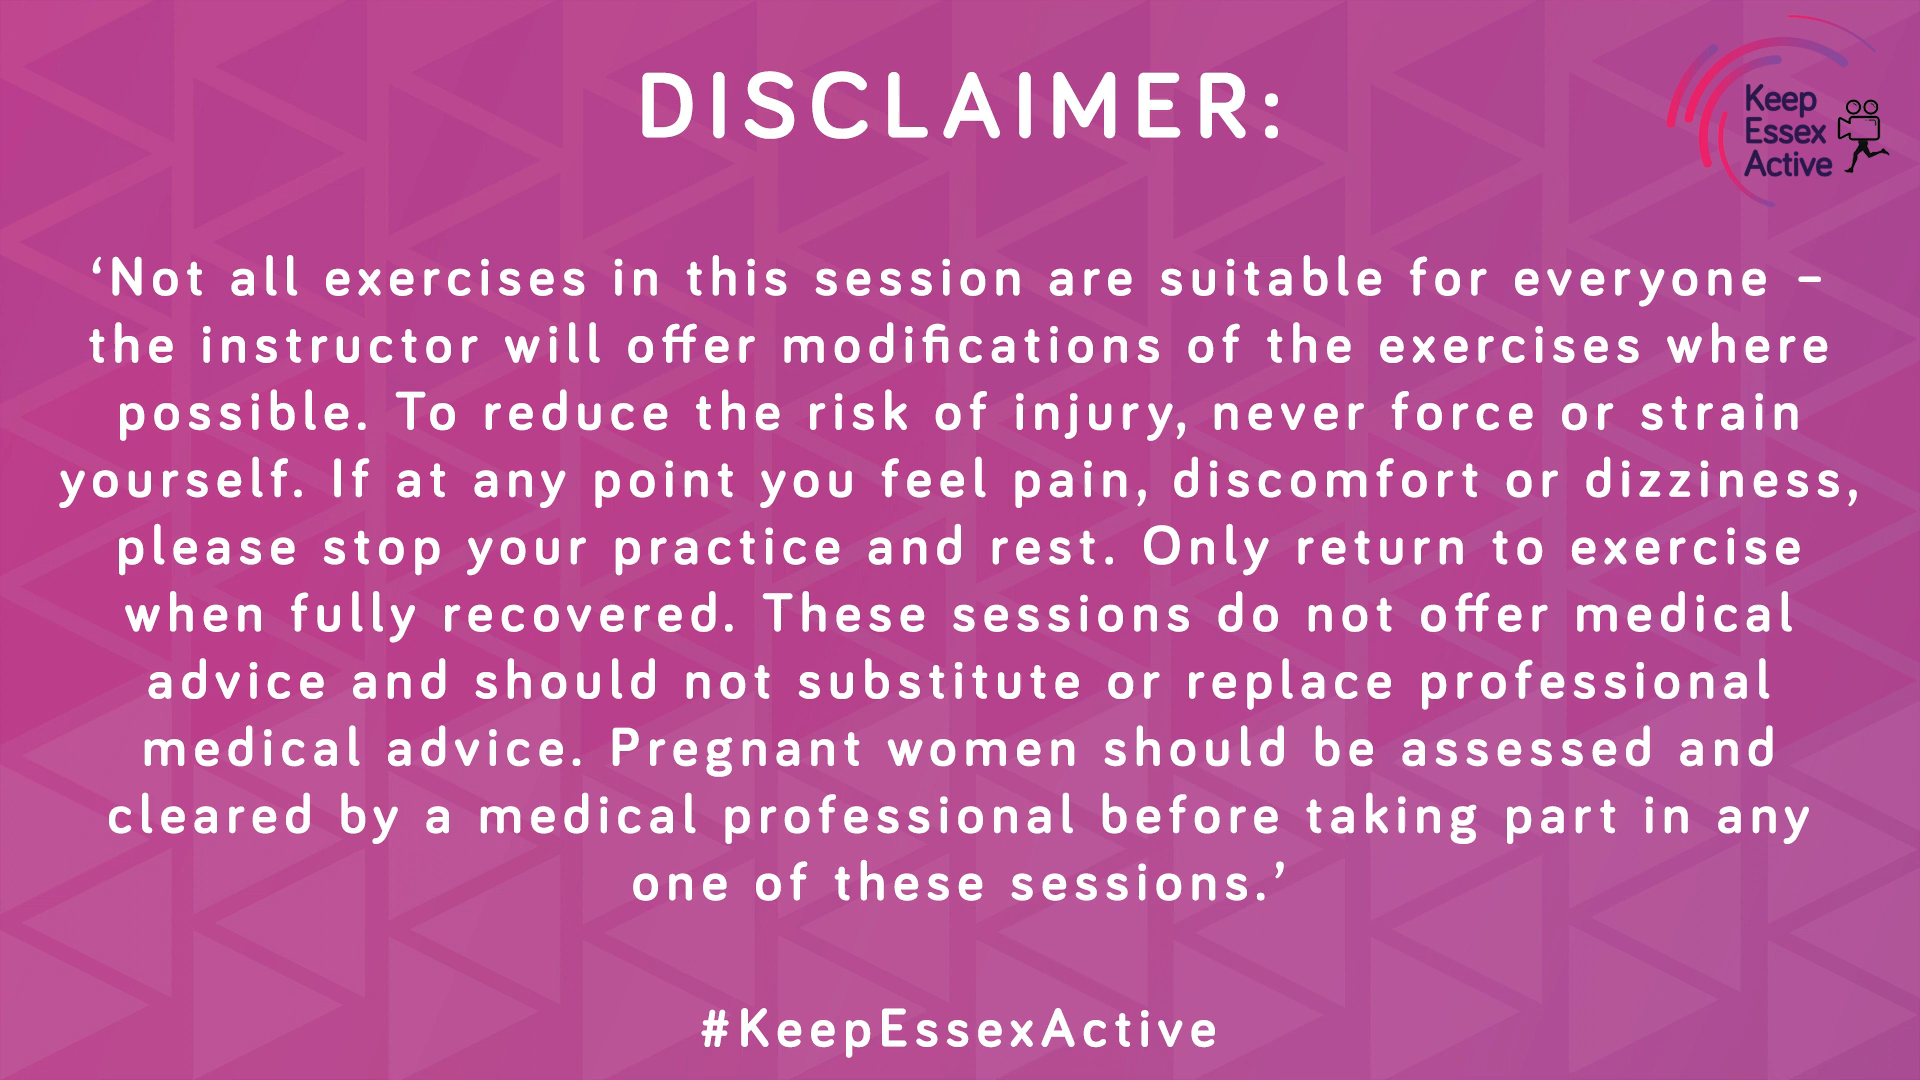 DISCLAIMER:
Keep
Essex
Active
‘Not all exercises in this session are suitable for everyone –
the instructor will offer modifications of the exercises where
possible. To reduce the risk of injury, never force or strain
yourself. If at any point you feel pain, discomfort or dizziness,
please stop your practice and rest. Only return to exercise
when fully recovered. These sessions do not offer medical
advice and should not substitute or replace professional
medical advice. Pregnant women should be assessed and
cleared by a medical professional before taking part in any
one of these sessions.’
#KeepEssexActive